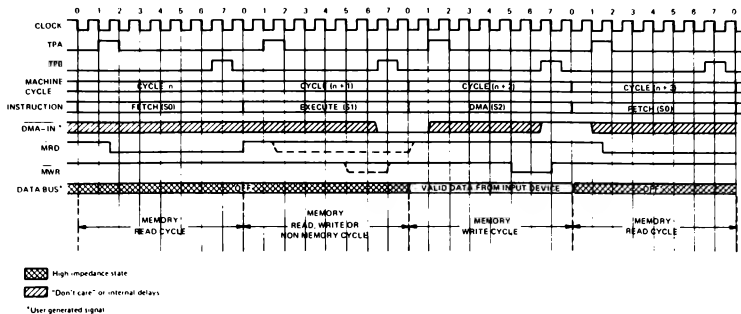 0 1 2 3 4 5 6 7 0 1 2 3 4 5 6 7 0 1 2 3 4 5 6 7 0 1 2 3 4 5 6 7 0
CLOCK
TPA
TPB
MACHINE CYCLE
CYCLE n
CYCLE (n + 1)
CYCLE (n + 2)
CYCLE (n + 3)
INSTRUCTION
FETCH (S0)
EXECUTE (S1)
DMA (S2)
FETCH (S0)
DMA-IN*
MRD
MWR
DATA BUS*
OFF
VALID DATA FROM INPUT DEVICE
OFF
MEMORY
READ CYCLE
MEMORY
READ, WRITE OR
NON MEMORY CYCLE
MEMORY
WRITE CYCLE
MEMORY
READ CYCLE
High impedance state
"Don't care" or internal delays
*User generated signal